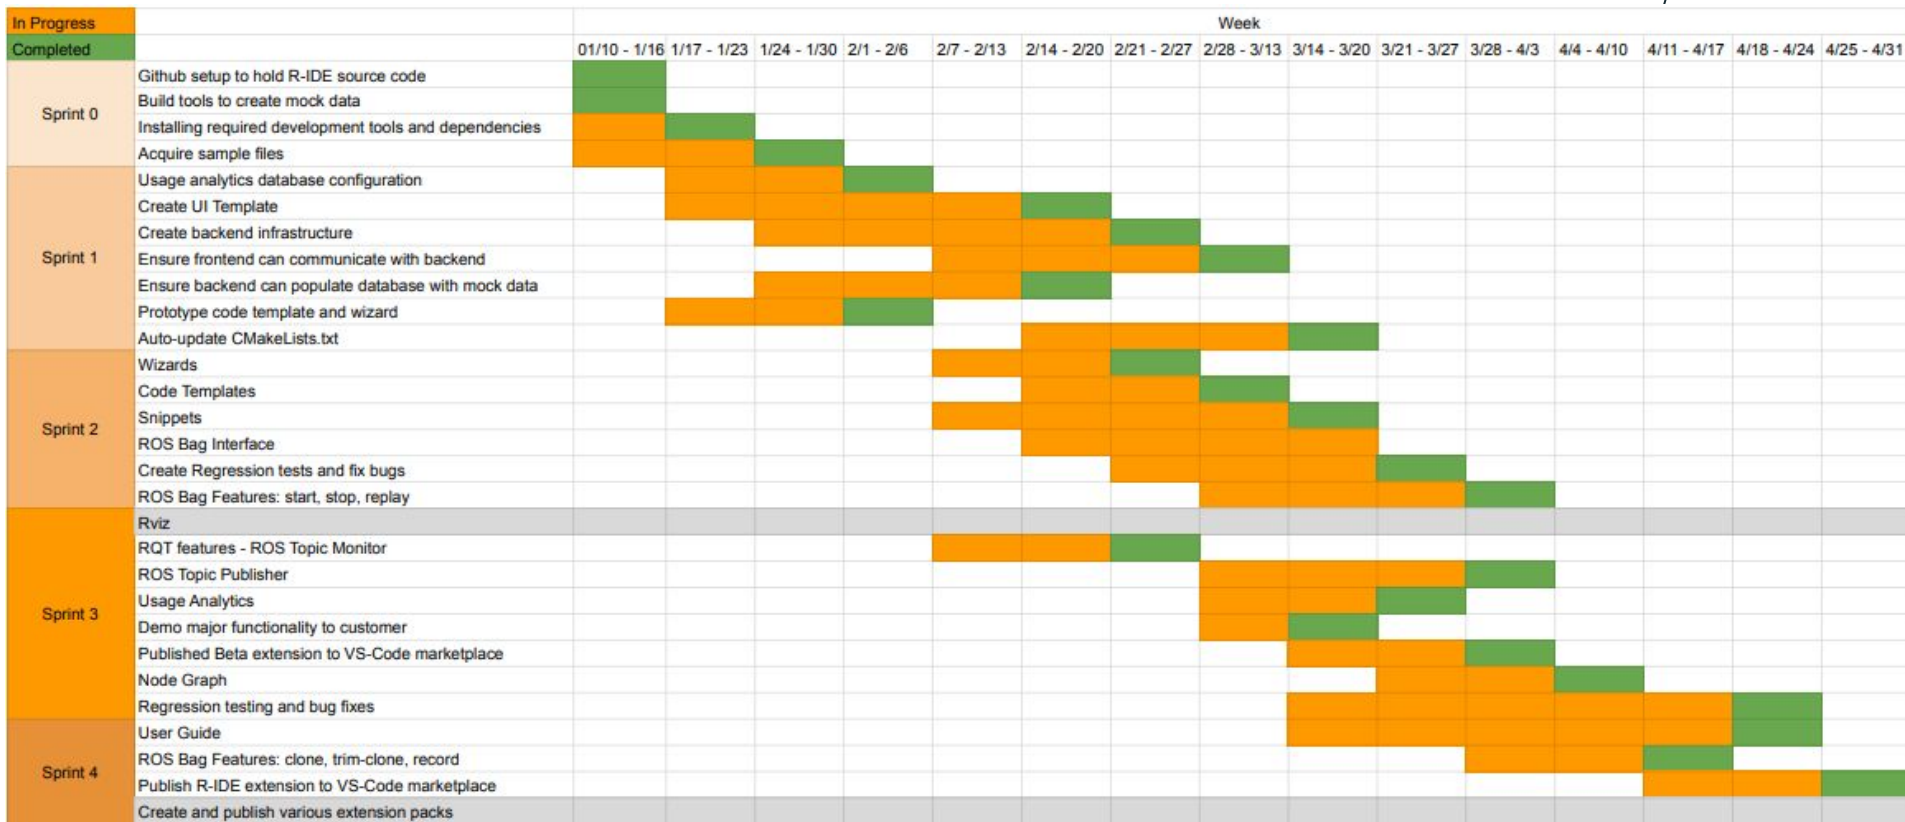 In Progress
Week
Completed
01/10 - 1/16 1/17 - 1/23 1/24 - 1/30 2/1 - 2/6 2/7 - 2/13 2/14 - 2/20 2/21 - 2/27 2/28 - 3/13 3/14 - 3/20 3/21 - 3/27 3/28 - 4/3 4/4 - 4/10 4/11 - 4/17 4/18 - 4/24 4/25 - 4/31
Sprint 0
Github setup to hold R-IDE source code
Build tools to create mock data
Installing required development tools and dependencies
Acquire sample files
Sprint 1
Usage analytics database configuration
Create UI Template
Create backend infrastructure
Ensure frontend can communicate with backend
Ensure backend can populate database with mock data
Prototype code template and wizard
Auto-update CMakeLists.txt
Sprint 2
Wizards
Code Templates
Snippets
ROS Bag Interface
Create Regression tests and fix bugs
ROS Bag Features: start, stop, replay
Sprint 3
Rviz
RQT features - ROS Topic Monitor
ROS Topic Publisher
Usage Analytics
Demo major functionality to customer
Published Beta extension to VS-Code marketplace
Node Graph
Regression testing and bug fixes
Sprint 4
User Guide
ROS Bag Features: clone, trim-clone, record
Publish R-IDE extension to VS-Code marketplace
Create and publish various extension packs